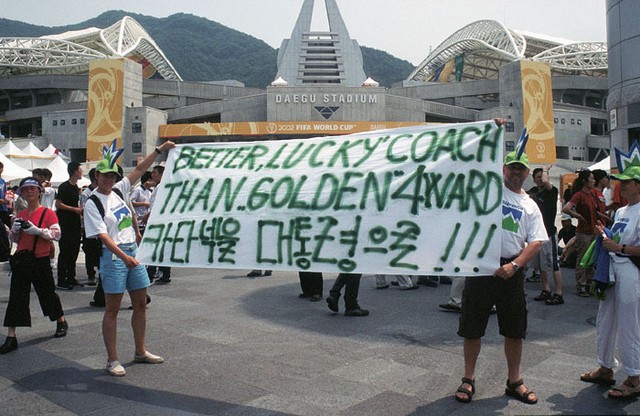 DAEGU STADIUM
2002 FIFA WORLD CUP
BETTER,"LUCKY"COACH
THAN "GOLDEN" 4WARD
카타넥을 대통령으로 !!!